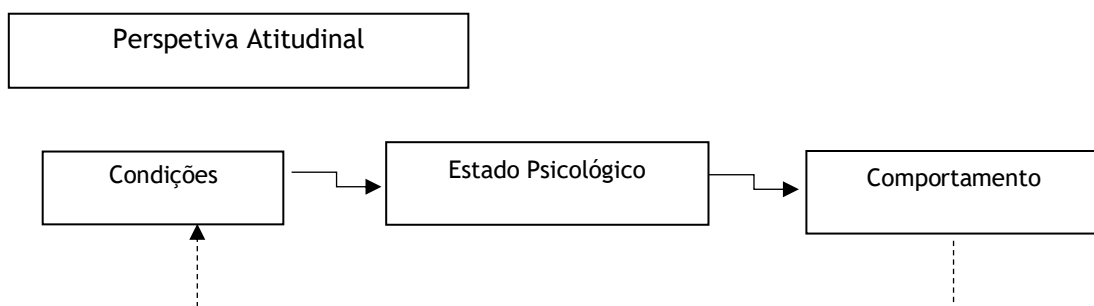 Perspetiva Atitudinal
Condições
Estado Psicológico
Comportamento